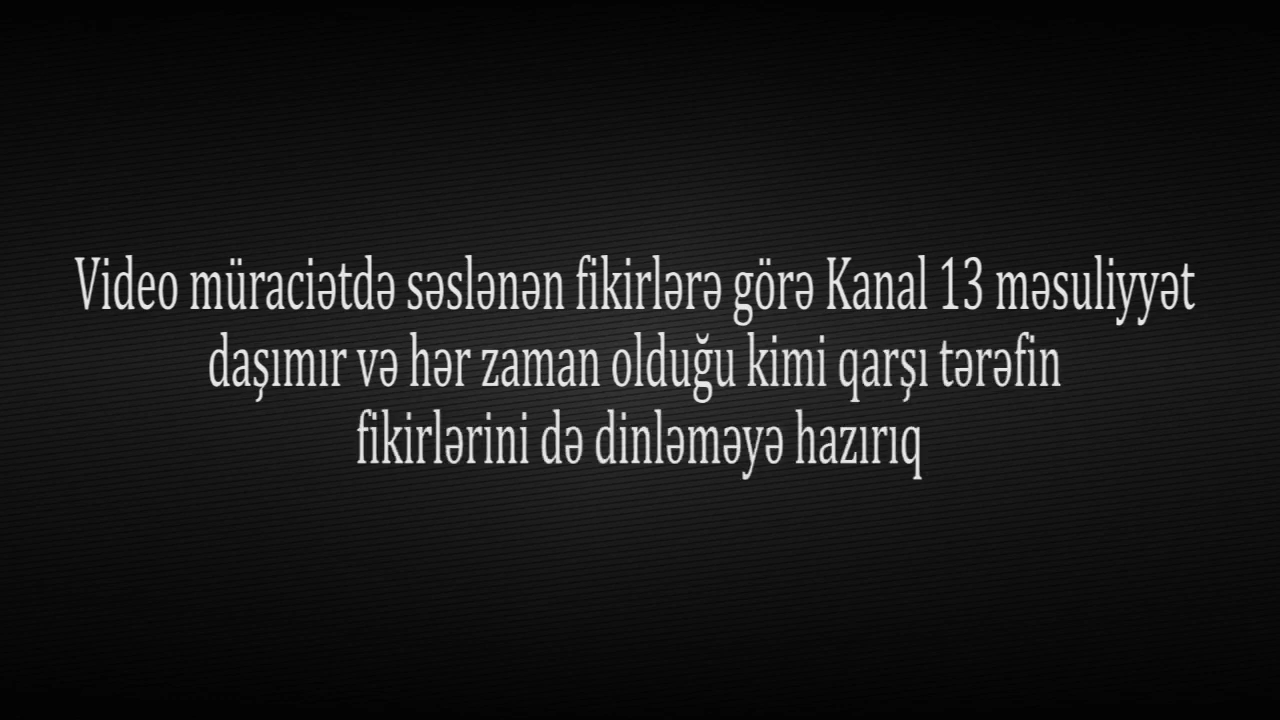 Video müraciətdə səslənən fikirlərə görə Kanal 13 məsuliyyət
daşımır və hər zaman olduğu kimi qarşı tərəfin
fikirlərini də dinləməyə hazırıq